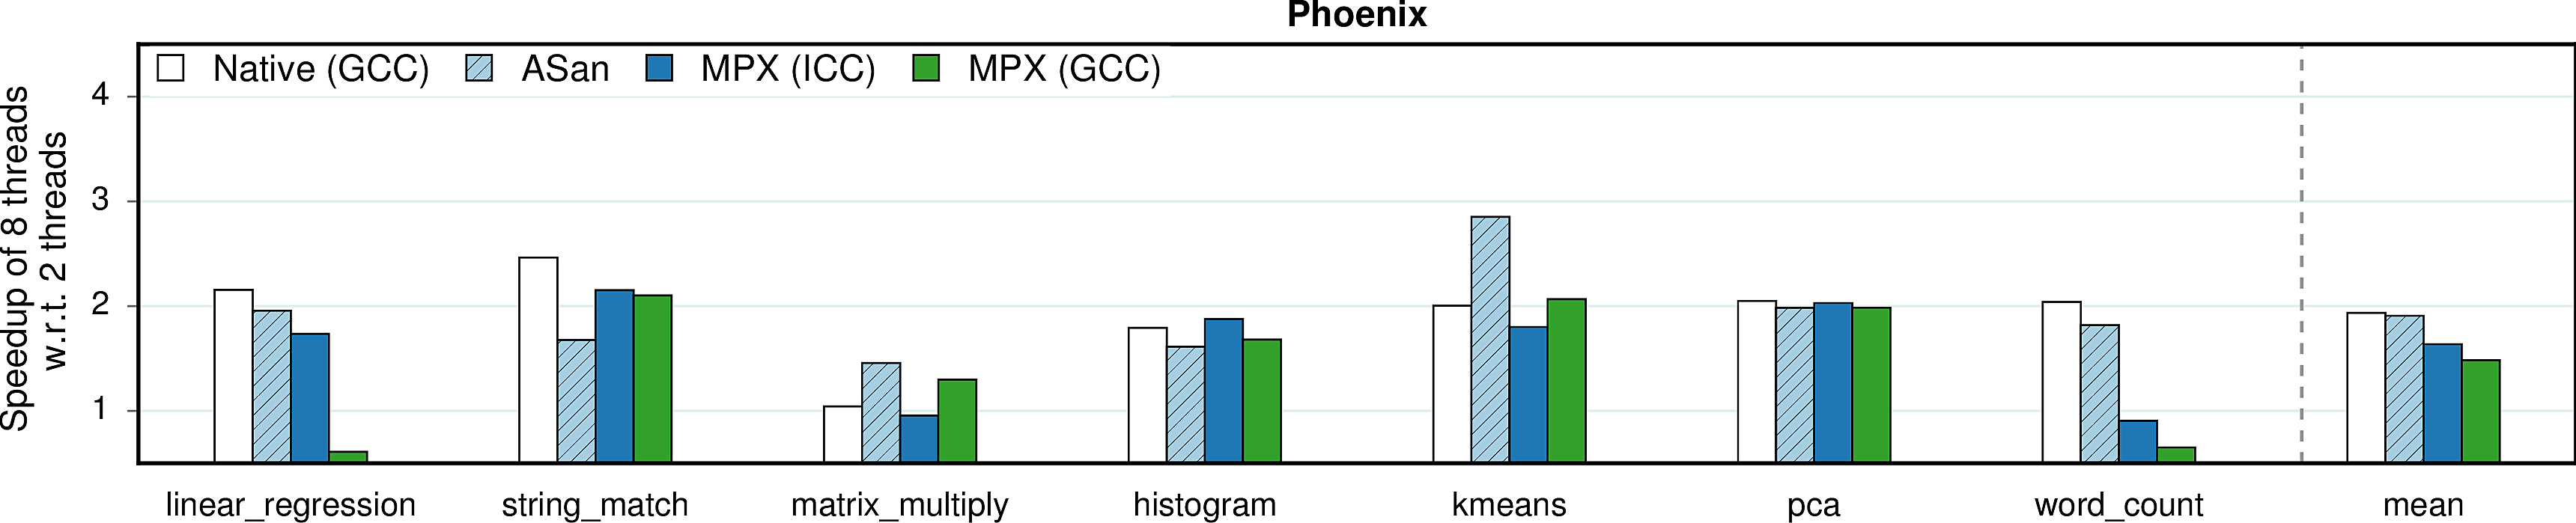 Phoenix
Native (GCC) ASan MPX (ICC) MPX (GCC)
Speedup of 8 threads
w.r.t. 2 threads
4
3
2
1
linear_regression string_match matrix_multiply histogram kmeans pca word_count mean